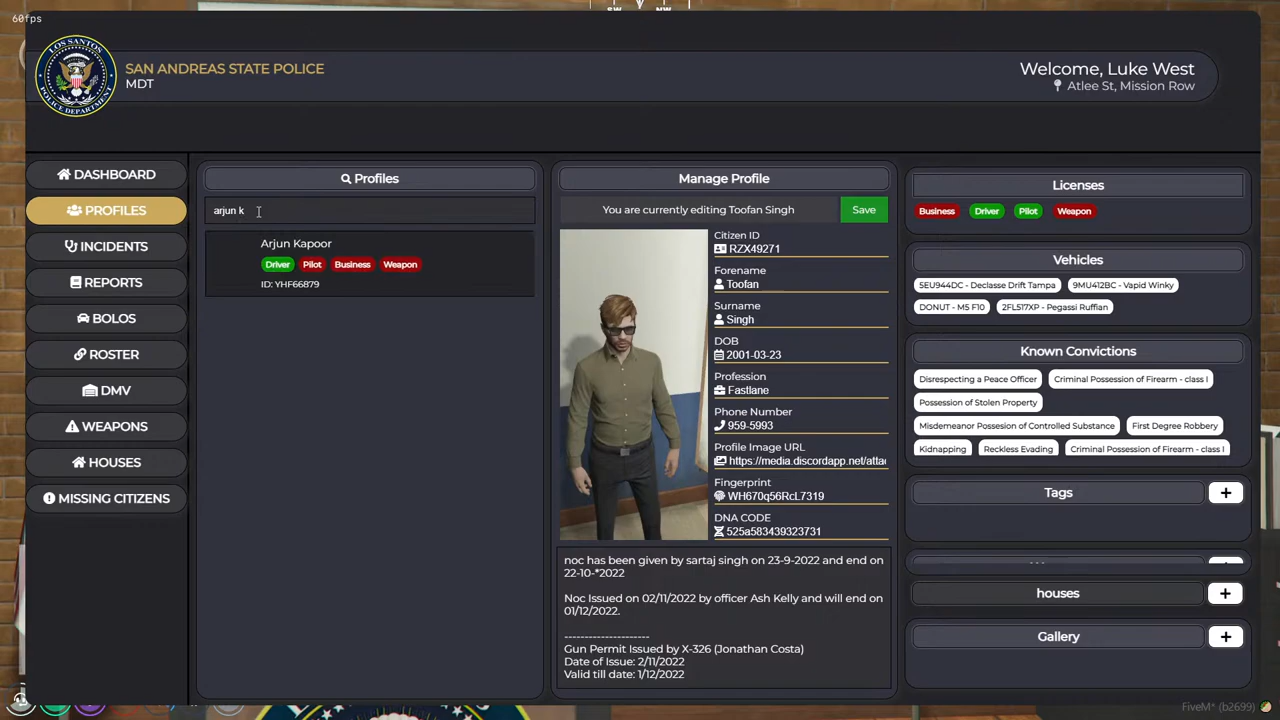 60fps
SW NW
LOS SANTOS
POLICE DEPARTMENT
SAN ANDREAS STATE POLICE
MDT
Welcome, Luke West
Atlee St, Mission Row
DASHBOARD
PROFILES
INCIDENTS
REPORTS
BOLOS
ROSTER
DMV
WEAPONS
HOUSES
MISSING CITIZENS
Profiles
arjun k
Arjun Kapoor
Driver Pilot Business Weapon
ID: YHF66879
Manage Profile
You are currently editing Toofan Singh
Save
Citizen ID
RZX49271
Forename
Toofan
Surname
Singh
DOB
2001-03-23
Profession
Fastlane
Phone Number
959-5993
Profile Image URL
https://media.discordapp.net/attac
Fingerprint
WH670q56RcL7319
DNA CODE
525a583439323731
noc has been given by sartaj singh on 23-9-2022 and end on
22-10-*2022
Noc Issued on 02/11/2022 by officer Ash Kelly and will end on
01/12/2022.
---------------------
Gun Permit Issued by X-326 (Jonathan Costa)
Date of Issue: 2/11/2022
Valid till date: 1/12/2022
Licenses
Business Driver Pilot Weapon
Vehicles
5EU944DC - Declasse Drift Tampa 9MU412BC - Vapid Winky
DONUT - M5 F10 2FL517XP - Pegassi Ruffian
Known Convictions
Disrespecting a Peace Officer Criminal Possession of Firearm - class I
Possession of Stolen Property
Misdemeanor Possesion of Controlled Substance First Degree Robbery
Kidnapping Reckless Evading Criminal Possession of Firearm - class I
Tags +
houses +
Gallery +
FiveM* (b2699)